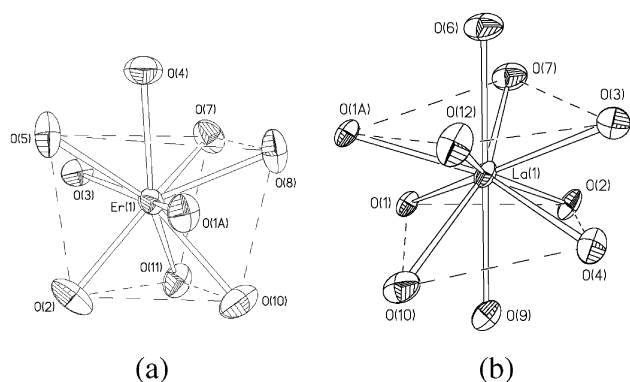 O(4)
O(5)
O(7)
O(8)
O(3)
Er(1)
O(1A)
O(11)
O(2)
O(10)
(a)
O(6)
O(7)
O(3)
O(1A)
O(12)
La(1)
O(1)
O(2)
O(4)
O(10)
O(9)
(b)